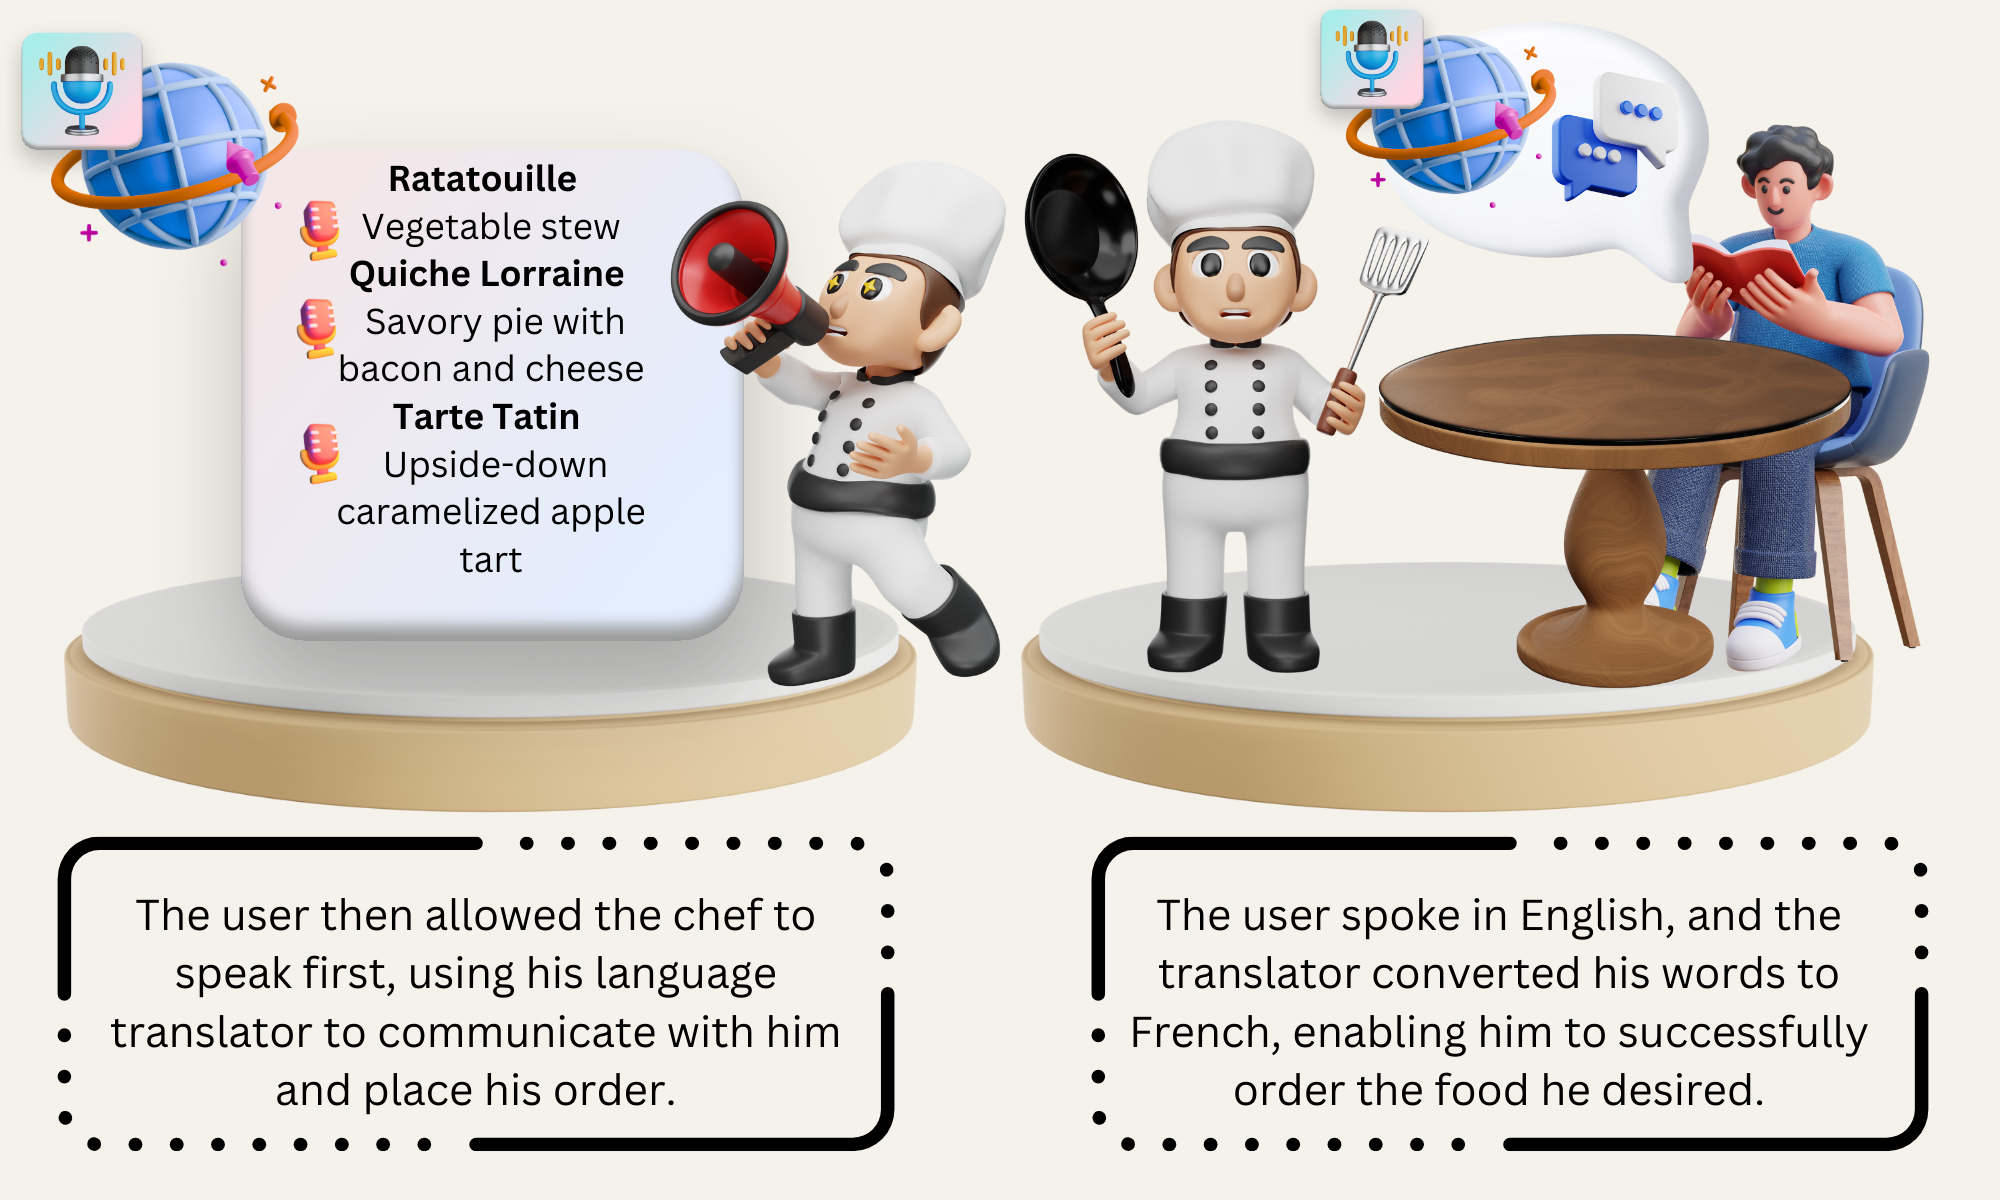 Ratatouille
Vegetable stew
Quiche Lorraine
Savory pie with
bacon and cheese
Tarte Tatin
Upside-down
caramelized apple
tart
The user then allowed the chef to
speak first, using his language
translator to communicate with him
and place his order.
The user spoke in English, and the
translator converted his words to
French, enabling him to successfully
order the food he desired.